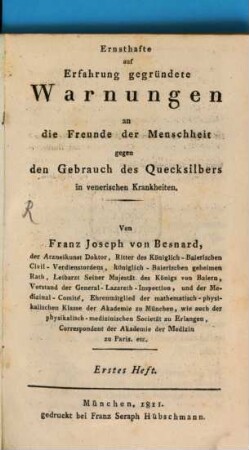 Ernsthafte
auf
Erfahrung gegründete
Warnungen
an
die Freunde der Menschheit
gegen
den Gebrauch des Quecksilbers
in venerischen Krankheiten.
R
Von
Franz Joseph von Besnard,
der Arzneikunst Doktor, Ritter des Königlich-Baierischen
Civil-Verdienstordens, königlich-Baierischen geheimen
Rath, Leibarzt Seiner Majestät des Königs von Baiern,
Vorstand der General-Lazareth-Inspection, und der Me-
dizinal-Comité, Ehrenmitglied der mathematisch-physi-
kalischen Klasse der Akademie zu München, wie auch der
physikalisch-medizinischen Societät zu Erlangen,
Correspondent der Akademie der Medizin
zu Paris. etc.
Erstes Heft.
München, 1811.
gedruckt bei Franz Seraph Hübschmann.